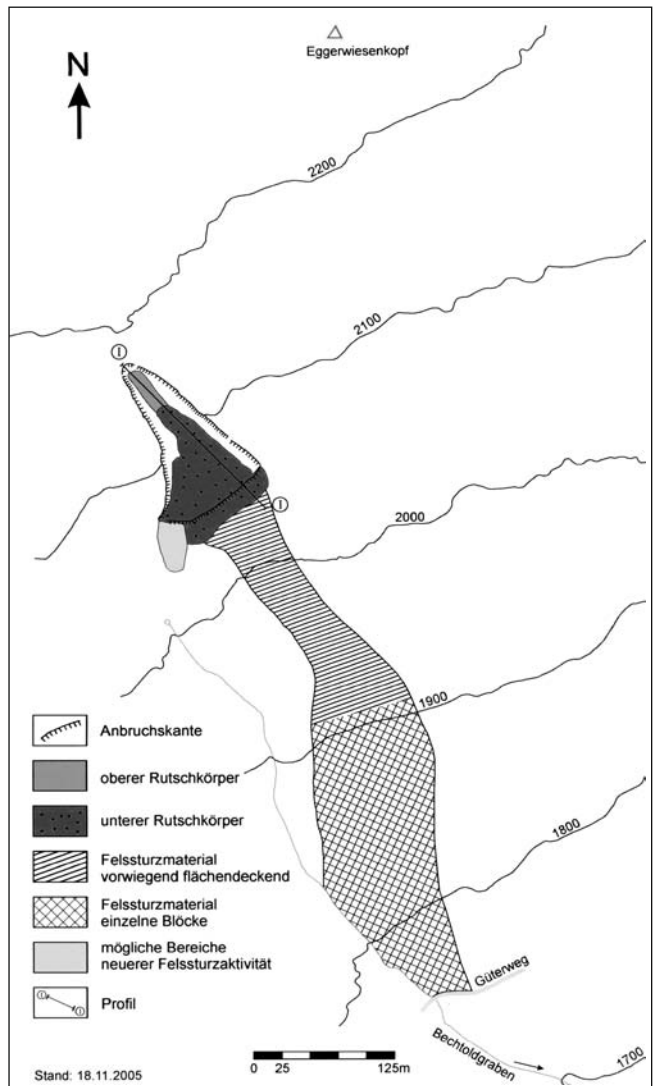 N
Eggerwiesenkopf
2200
2100
I
I
2000
1900
1800
Güterweg
Bechtoldgraben
1700
Anbruchskante
oberer Rutschkörper
unterer Rutschkörper
Felssturzmaterial
vorwiegend flächendeckend
Felssturzmaterial
einzelne Blöcke
mögliche Bereiche
neuerer Felssturzaktivität
I
I
Profil
0 25 125m
Stand: 18.11.2005